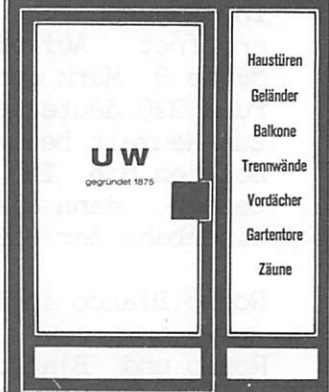 UW
gegründet 1875
Haustüren
Geländer
Balkone
Trennwände
Vordächer
Gartentore
Zäune